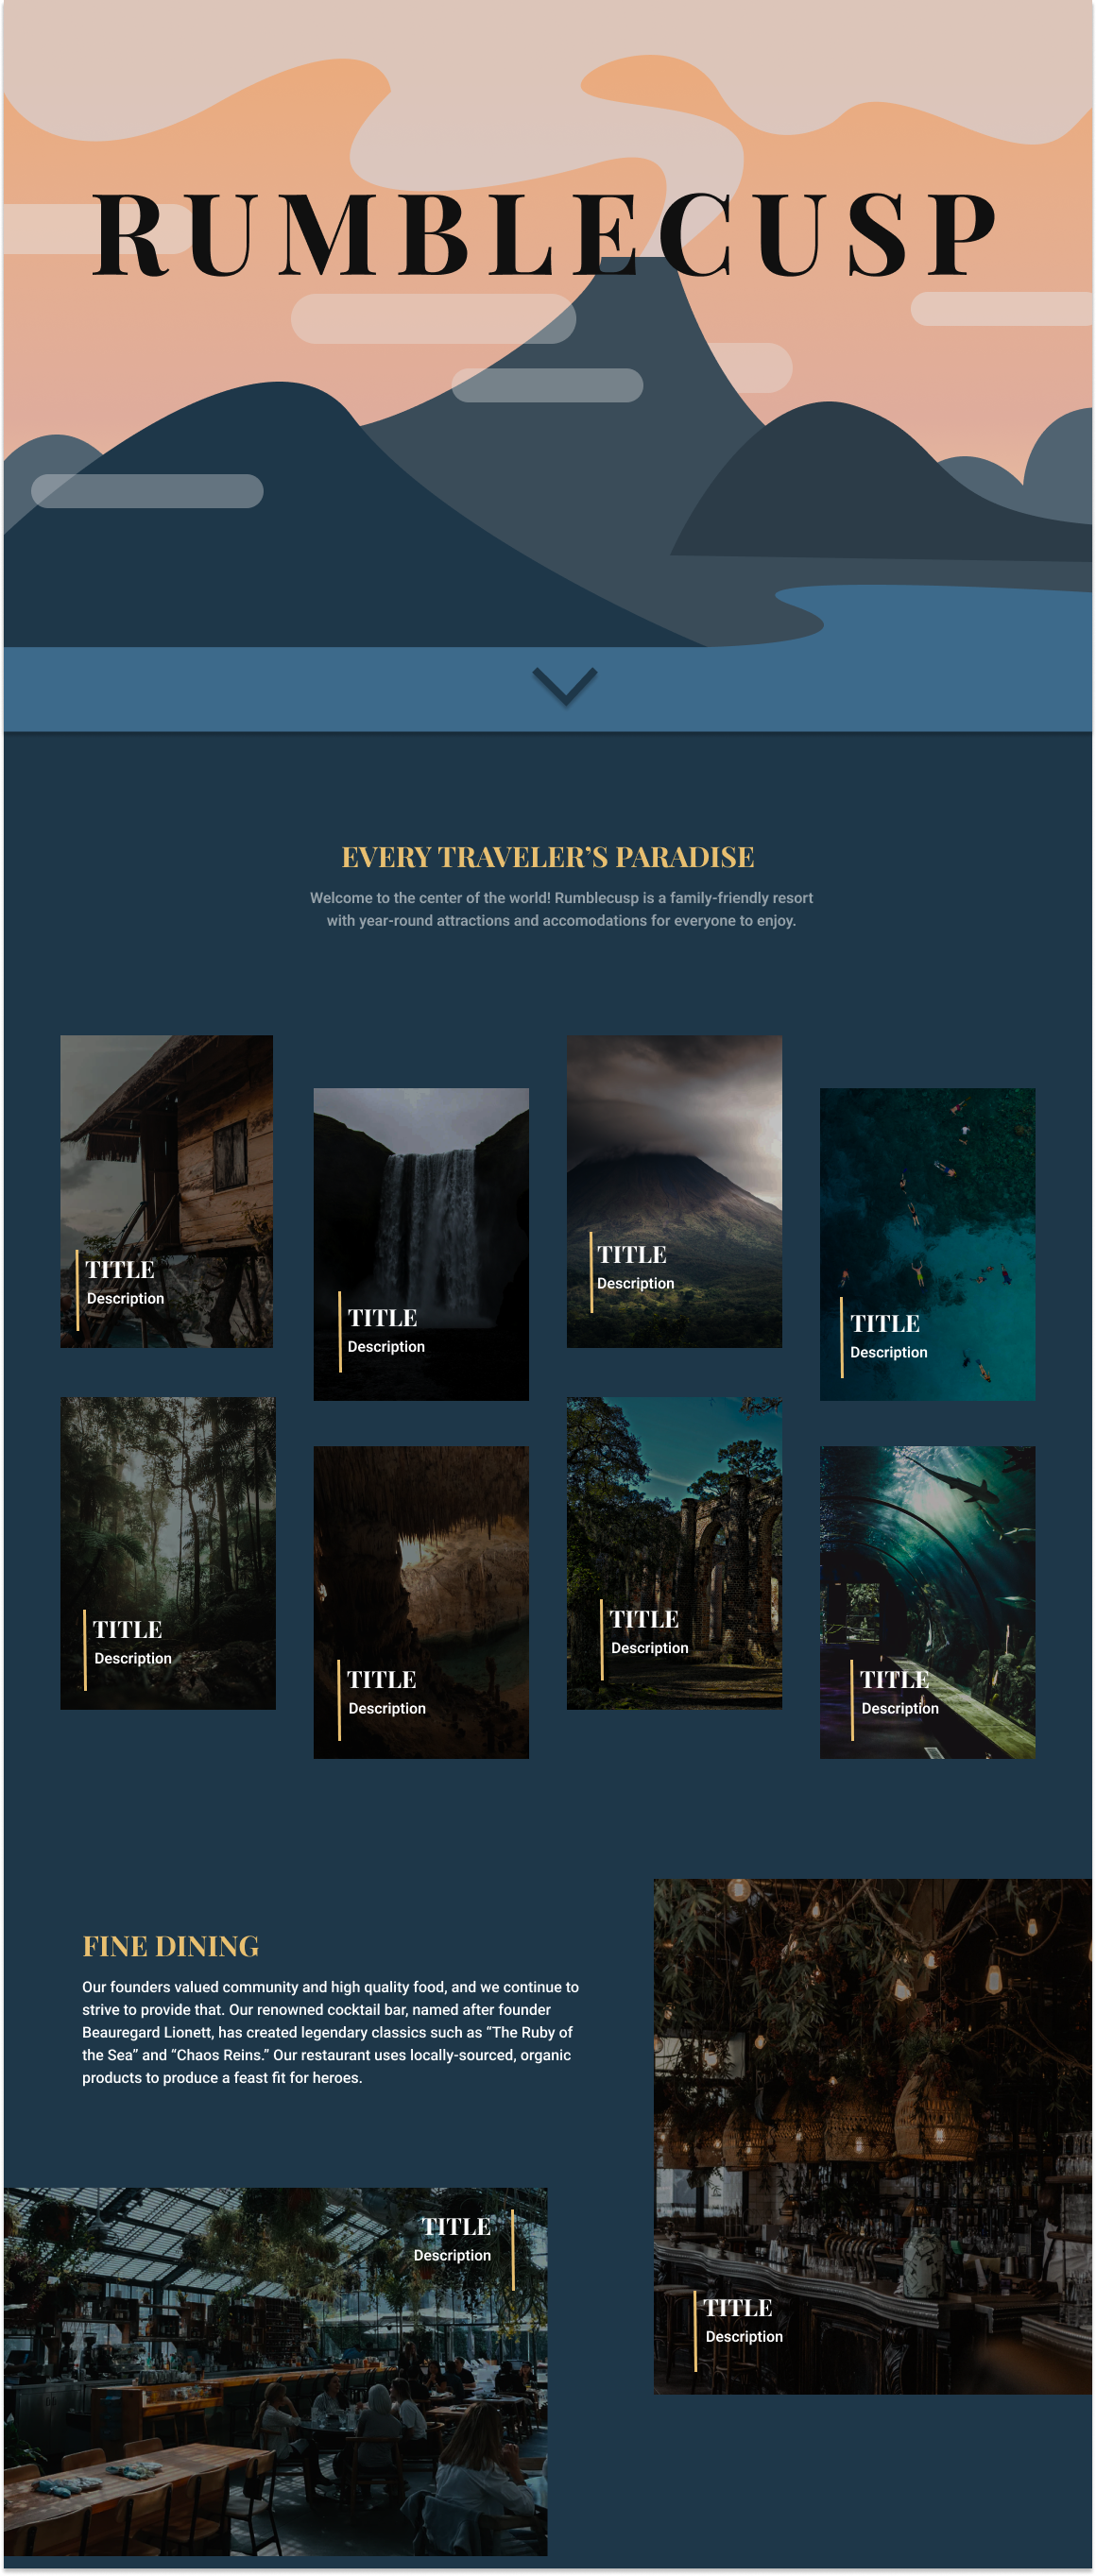 RUMBLECUSP
EVERY TRAVELER’S PARADISE
Welcome to the center of the world! Rumblecusp is a family-friendly resort
with year-round attractions and accomodations for everyone to enjoy.
TITLE
Description
TITLE
Description
TITLE
Description
TITLE
Description
TITLE
Description
TITLE
Description
TITLE
Description
TITLE
Description
FINE DINING
Our founders valued community and high quality food, and we continue to
strive to provide that. Our renowned cocktail bar, named after founder
Beauregard Lionett, has created legendary classics such as “The Ruby of
the Sea” and “Chaos Reins.” Our restaurant uses locally-sourced, organic
products to produce a feast fit for heroes.
TITLE
Description
TITLE
Description